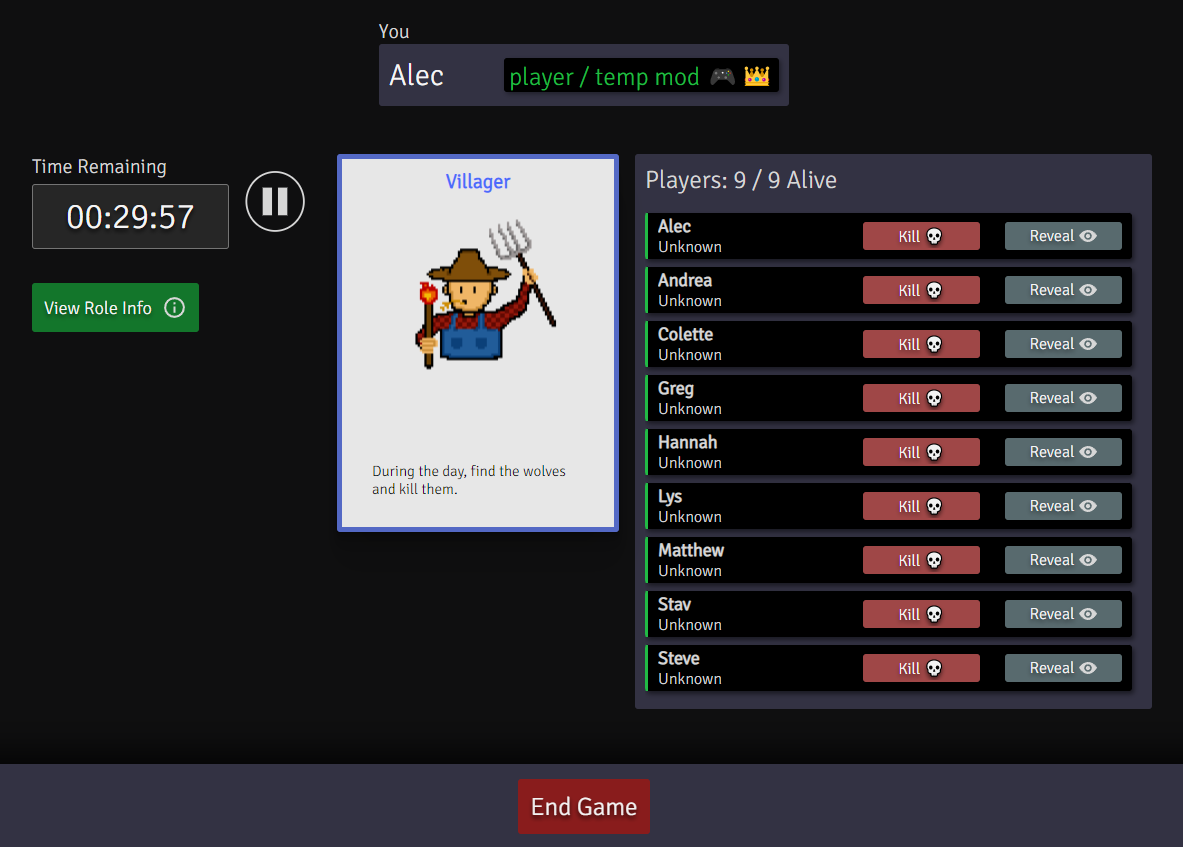 You
Alec
player / temp mod 🎮 👑
Time Remaining
00:29:57
View Role Info
Villager
During the day, find the wolves
and kill them.
Players: 9 / 9 Alive
Alec
Unknown
Kill 💀
Reveal
Andrea
Unknown
Kill 💀
Reveal
Colette
Unknown
Kill 💀
Reveal
Greg
Unknown
Kill 💀
Reveal
Hannah
Unknown
Kill 💀
Reveal
Lys
Unknown
Kill 💀
Reveal
Matthew
Unknown
Kill 💀
Reveal
Stav
Unknown
Kill 💀
Reveal
Steve
Unknown
Kill 💀
Reveal
End Game